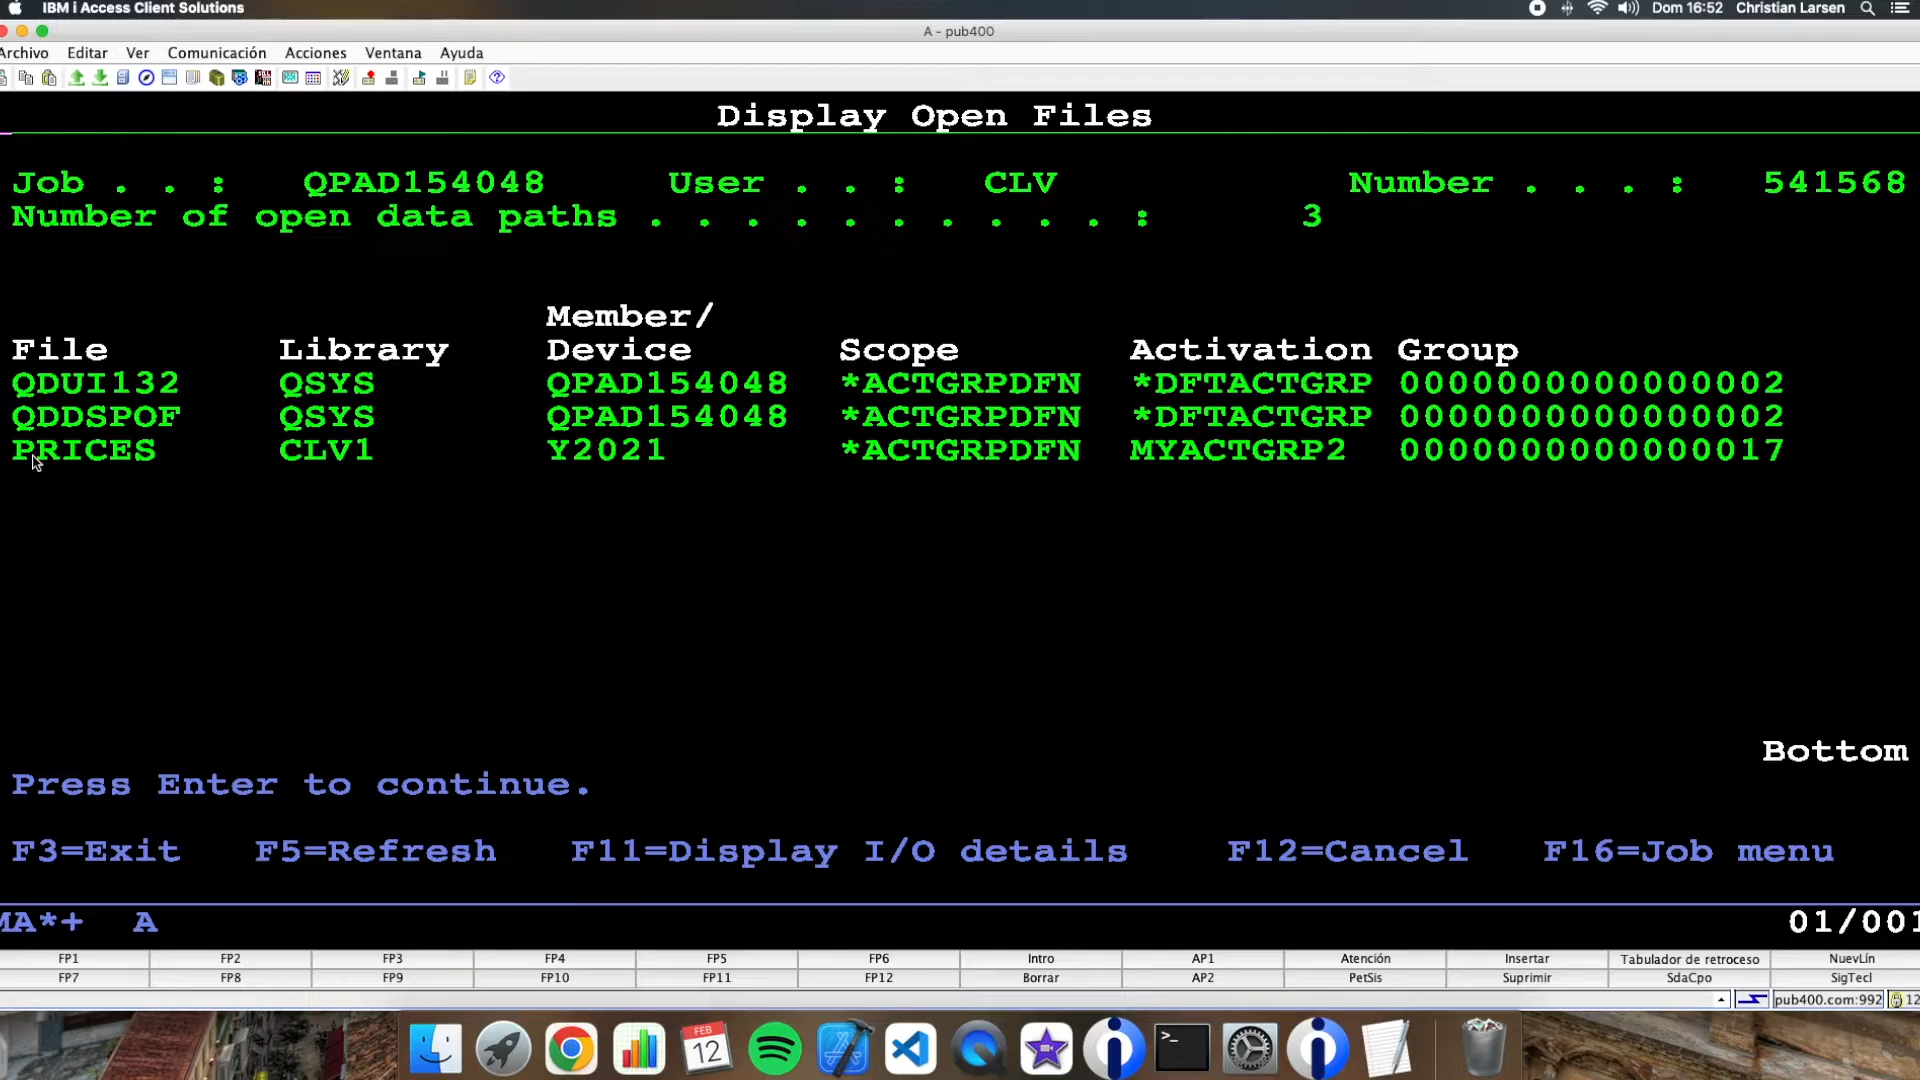 IBM i Access Client Solutions Dom 16:52 Christian Larsen
A - pub400
Archivo Editar Ver Comunicación Acciones Ventana Ayuda
Display Open Files
Job . . : QPAD154048 User . . : CLV Number . . . : 541568
Number of open data paths . . . . . . . . . . : 3
Member/
File Library Device Scope Activation Group
QDUI132 QSYS QPAD154048 *ACTGRPDFN *DFTACTGRP 0000000000000002
QDDSPOF QSYS QPAD154048 *ACTGRPDFN *DFTACTGRP 0000000000000002
PRICES CLV1 Y2021 *ACTGRPDFN MYACTGRP2 0000000000000017
Bottom
Press Enter to continue.
F3=Exit F5=Refresh F11=Display I/O details F12=Cancel F16=Job menu
MA*+ A 01/001
FP1 FP2 FP3 FP4 FP5 FP6 Intro AP1 Atención Insertar Tabulador de retroceso NuevLín
FP7 FP8 FP9 FP10 FP11 FP12 Borrar AP2 PetSis Suprimir SdaCpo SigTecl
pub400.com:992 12
FEB
12